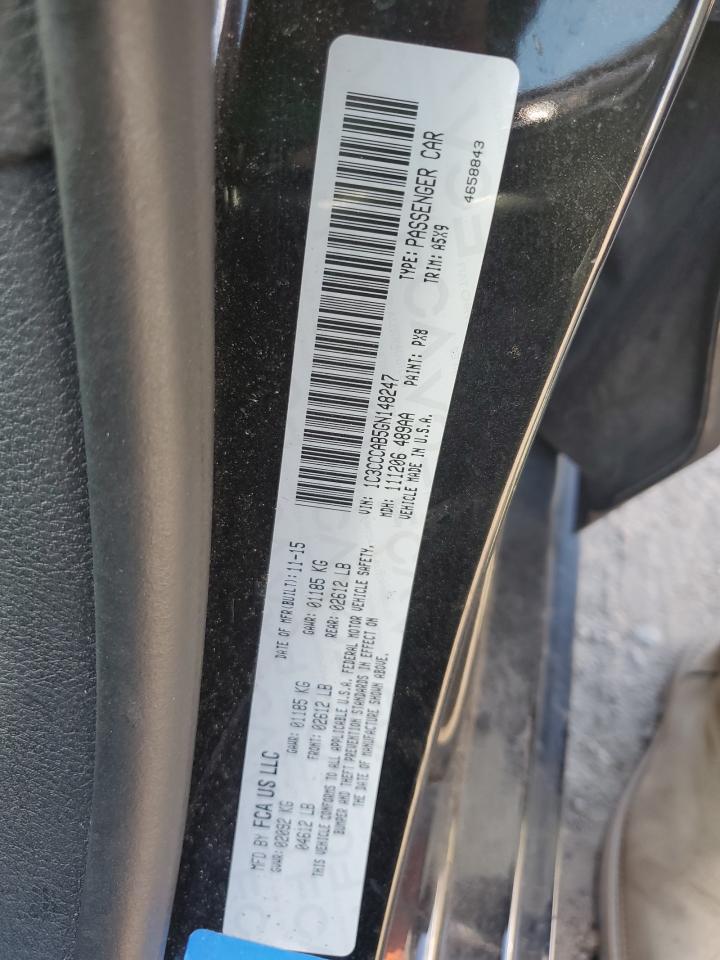 MFD BY FCA US LLC
DATE OF MFR(BUILT): 11-15
GVWR: 02092 KG
GAWR: 01185 KG
GAWR: 01185 KG
04612 LB
FRONT: 02612 LB
REAR: 02612 LB
THIS VEHICLE CONFORMS TO ALL APPLICABLE U.S.A. FEDERAL MOTOR VEHICLE SAFETY,
BUMPER AND THEFT PREVENTION STANDARDS IN EFFECT ON
THE DATE OF MANUFACTURE SHOWN ABOVE.
VIN: 1C3CCCAB5GN148247
TYPE: PASSENGER CAR
MDH: 111206 489AA
PAINT: PX8
TRIM: A5X9
VEHICLE MADE IN U.S.A.
4658843